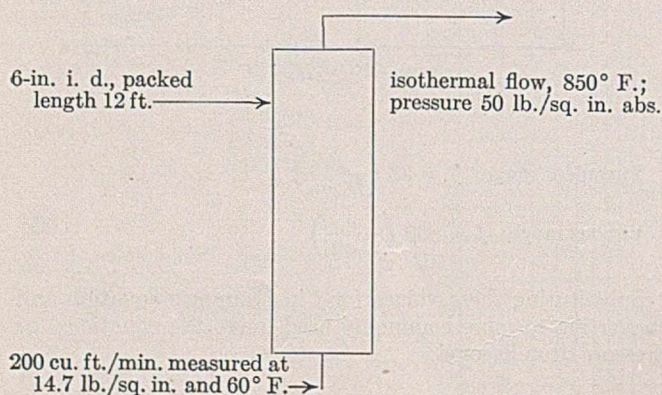 6-in. i. d., packed
length 12 ft.
isothermal flow, 850° F.;
pressure 50 lb./sq. in. abs.
200 cu. ft./min. measured at
14.7 lb./sq. in. and 60° F.